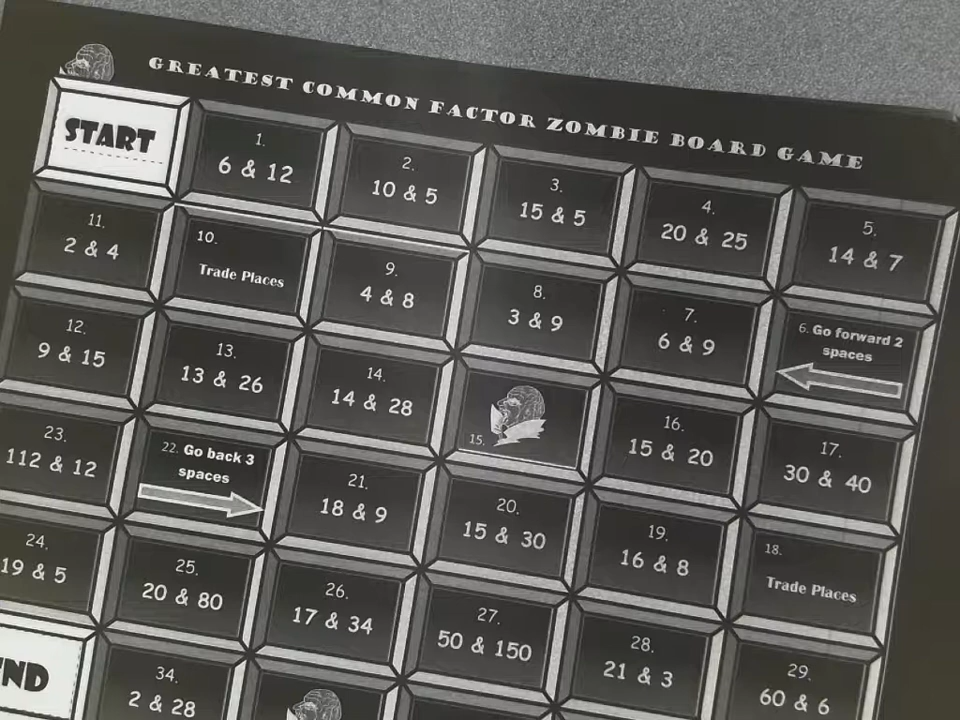 GREATEST COMMON FACTOR ZOMBIE BOARD GAME
START
1.
6 & 12
2.
10 & 5
3.
15 & 5
4.
20 & 25
5.
14 & 7
11.
2 & 4
10.
Trade Places
9.
4 & 8
8.
3 & 9
7.
6 & 9
6. Go forward 2
spaces
12.
9 & 15
13.
13 & 26
14.
14 & 28
15.
16.
15 & 20
17.
30 & 40
23.
112 & 12
22. Go back 3
spaces
21.
18 & 9
20.
15 & 30
19.
16 & 8
18.
Trade Places
24.
19 & 5
25.
20 & 80
26.
17 & 34
27.
50 & 150
28.
21 & 3
29.
60 & 6
ND
34.
2 & 28